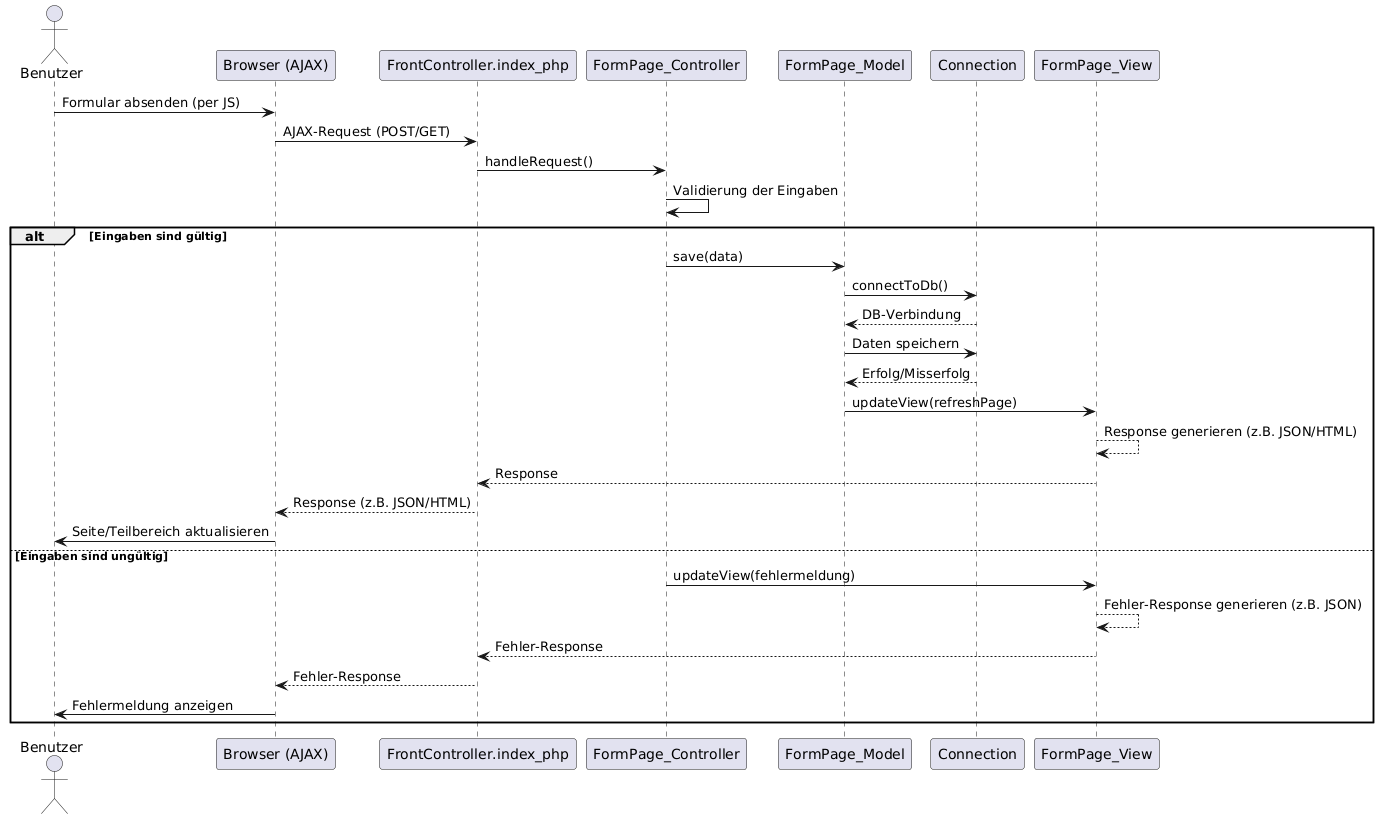 Benutzer
Browser (AJAX)
FrontController.index_php
FormPage_Controller
FormPage_Model
Connection
FormPage_View
Formular absenden (per JS)
AJAX-Request (POST/GET)
handleRequest()
Validierung der Eingaben
alt
[Eingaben sind gültig]
save(data)
connectToDb()
DB-Verbindung
Daten speichern
Erfolg/Misserfolg
updateView(refreshPage)
Response generieren (z.B. JSON/HTML)
Response
Response (z.B. JSON/HTML)
Seite/Teilbereich aktualisieren
[Eingaben sind ungültig]
updateView(fehlermeldung)
Fehler-Response generieren (z.B. JSON)
Fehler-Response
Fehler-Response
Fehlermeldung anzeigen
Benutzer
Browser (AJAX)
FrontController.index_php
FormPage_Controller
FormPage_Model
Connection
FormPage_View